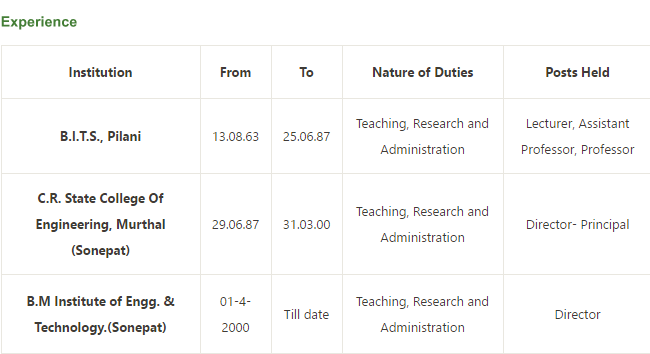 Experience
Institution From To Nature of Duties Posts Held
B.I.T.S., Pilani 13.08.63 25.06.87 Teaching, Research and Administration Lecturer, Assistant Professor, Professor
C.R. State College Of Engineering, Murthal (Sonepat) 29.06.87 31.03.00 Teaching, Research and Administration Director- Principal
B.M Institute of Engg. & Technology.(Sonepat) 01-4-2000 Till date Teaching, Research and Administration Director